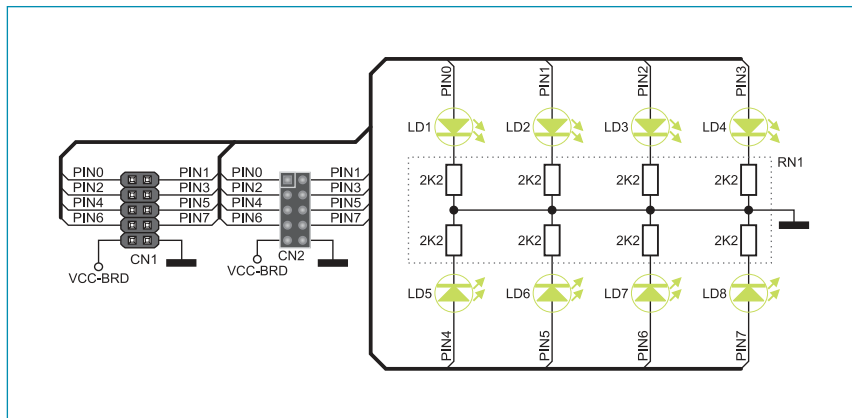 PIN0 PIN1 PIN2 PIN3
LD1 LD2 LD3 LD4
RN1
2K2 2K2 2K2 2K2
2K2 2K2 2K2 2K2
LD5 LD6 LD7 LD8
PIN4 PIN5 PIN6 PIN7
PIN0 PIN1 PIN0 PIN1
PIN2 PIN3 PIN2 PIN3
PIN4 PIN5 PIN4 PIN5
PIN6 PIN7 PIN6 PIN7
CN1 CN2
VCC-BRD VCC-BRD